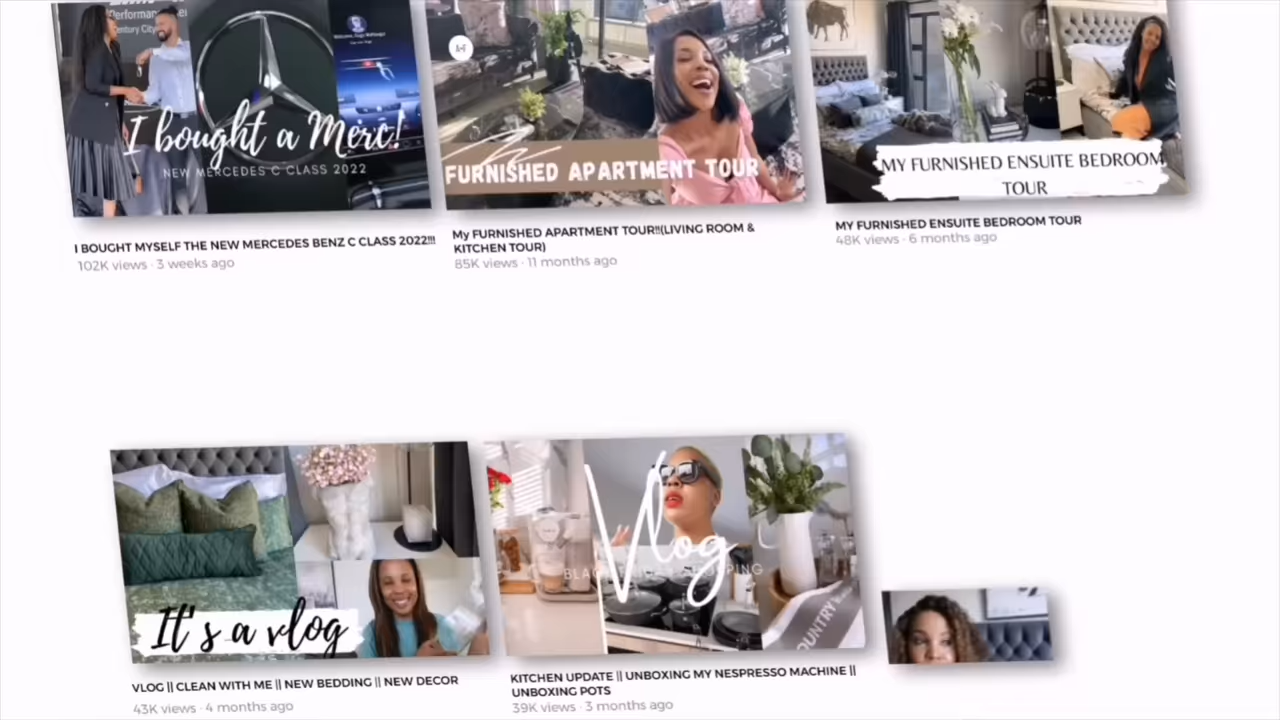 Performance Center
Century City
I bought a Merc!
NEW MERCEDES C CLASS 2022
I BOUGHT MYSELF THE NEW MERCEDES BENZ C CLASS 2022!!!
102K views · 3 weeks ago
FURNISHED APARTMENT TOUR
My FURNISHED APARTMENT TOUR!!(LIVING ROOM &
KITCHEN TOUR)
85K views · 11 months ago
MY FURNISHED ENSUITE BEDROOM
TOUR
MY FURNISHED ENSUITE BEDROOM TOUR
48K views · 6 months ago
It's a vlog
VLOG || CLEAN WITH ME || NEW BEDDING || NEW DECOR
43K views · 4 months ago
Vlog
KITCHEN UPDATE || UNBOXING MY NESPRESSO MACHINE ||
UNBOXING POTS
39K views · 3 months ago